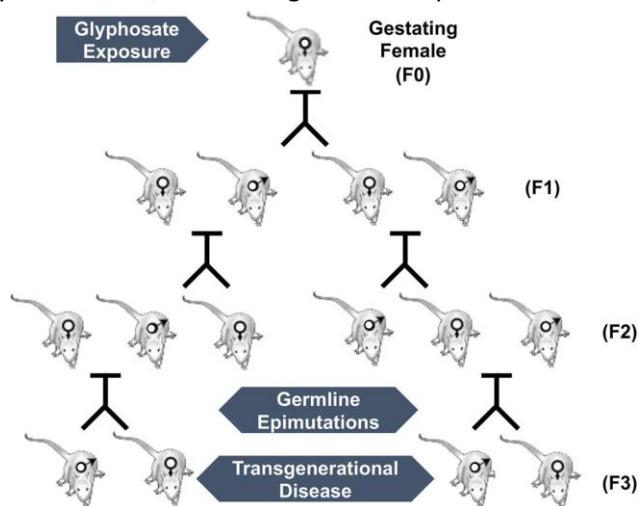 Glyphosate
Exposure
Gestating
Female
(F0)
(F1)
(F2)
Germline
Epimutations
Transgenerational
Disease
(F3)